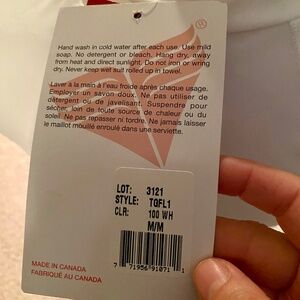 ®
Hand wash in cold water after each use. Use mild
soap. No detergent or bleach. Hang dry, away
from heat and direct sunlight. Do not iron or wring
dry. Never keep wet suit rolled up in towel.
Laver à la main à l'eau froide après chaque usage.
Employer un savon doux. Ne pas utiliser de
détergent ou de javelisant. Suspendre pour
sécher, loin de toute source de chaleur ou du
soleil. Ne pas repasser ni tordre. Ne jamais laisser
le maillot mouillé enroulé dans une serviette.
LOT: 3121
STYLE: TGFL1
CLR: 100 WH
M/M
7 71956 91071 1
MADE IN CANADA
FABRIQUÉ AU CANADA